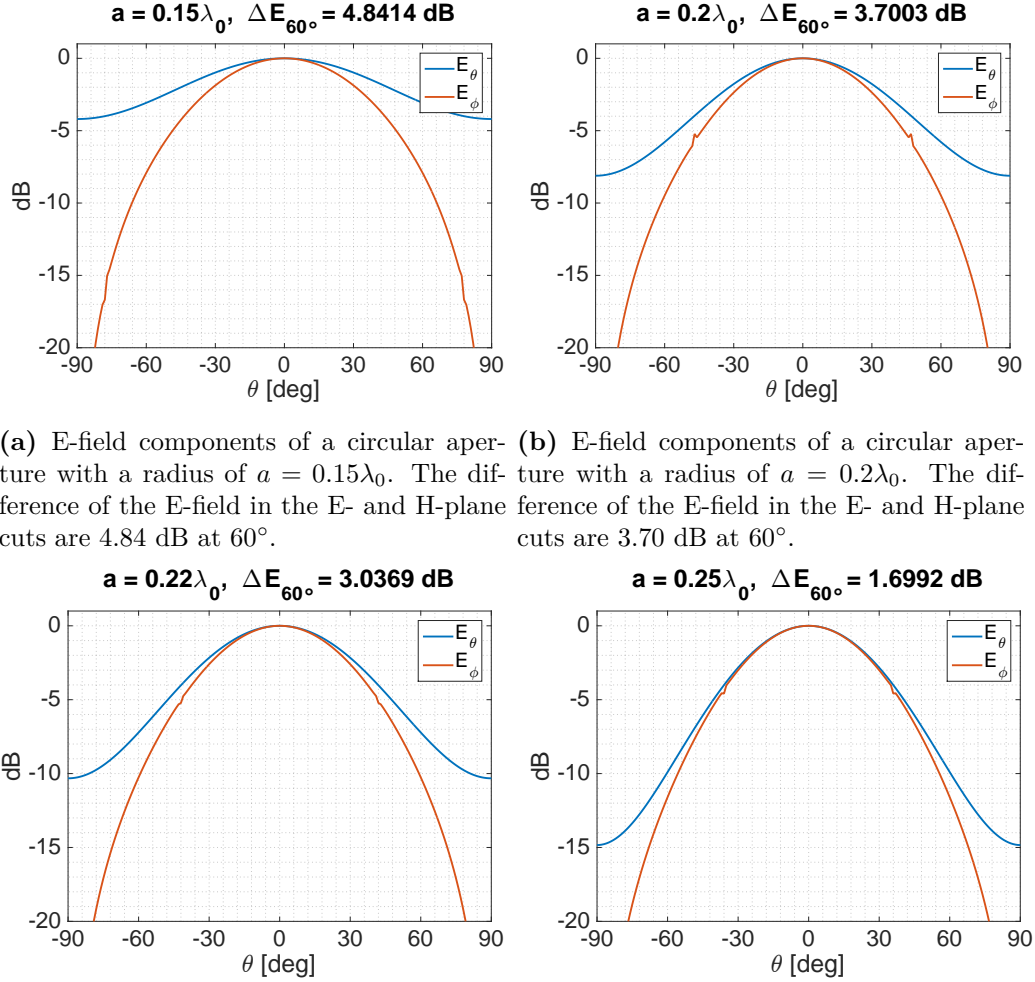 a = 0.15λ0, ΔE60° = 4.8414 dB
0
-5
-10
-15
-20
dB
-90 -60 -30 0 30 60 90
θ [deg]
Eθ
Eϕ
a = 0.2λ0, ΔE60° = 3.7003 dB
0
-5
-10
-15
-20
dB
-90 -60 -30 0 30 60 90
θ [deg]
Eθ
Eϕ
(a) E-field components of a circular aper-
ture with a radius of a = 0.15λ0. The dif-
ference of the E-field in the E- and H-plane
cuts are 4.84 dB at 60°.
(b) E-field components of a circular aper-
ture with a radius of a = 0.2λ0. The dif-
ference of the E-field in the E- and H-plane
cuts are 3.70 dB at 60°.
a = 0.22λ0, ΔE60° = 3.0369 dB
0
-5
-10
-15
-20
dB
-90 -60 -30 0 30 60 90
θ [deg]
Eθ
Eϕ
a = 0.25λ0, ΔE60° = 1.6992 dB
0
-5
-10
-15
-20
dB
-90 -60 -30 0 30 60 90
θ [deg]
Eθ
Eϕ